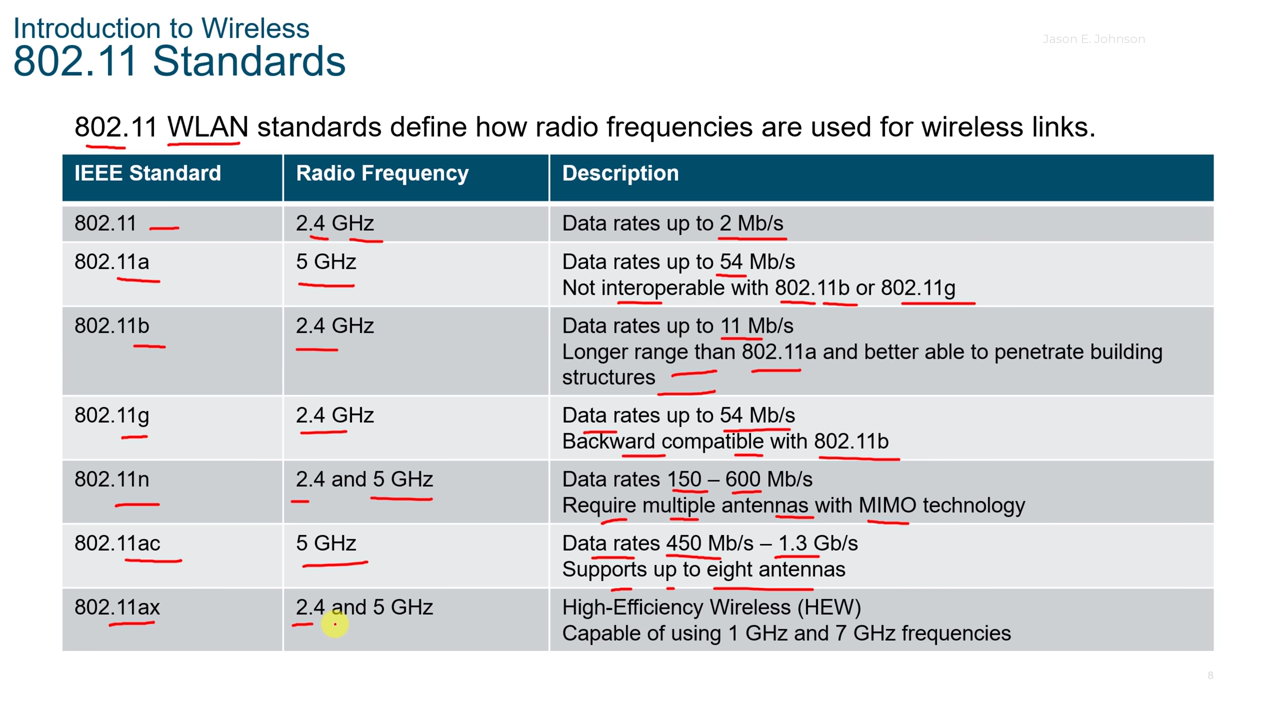 Introduction to Wireless
802.11 Standards
Jason E. Johnson
802.11 WLAN standards define how radio frequencies are used for wireless links.
IEEE Standard Radio Frequency Description
802.11 2.4 GHz Data rates up to 2 Mb/s
802.11a 5 GHz Data rates up to 54 Mb/s
Not interoperable with 802.11b or 802.11g
802.11b 2.4 GHz Data rates up to 11 Mb/s
Longer range than 802.11a and better able to penetrate building
structures
802.11g 2.4 GHz Data rates up to 54 Mb/s
Backward compatible with 802.11b
802.11n 2.4 and 5 GHz Data rates 150 – 600 Mb/s
Require multiple antennas with MIMO technology
802.11ac 5 GHz Data rates 450 Mb/s – 1.3 Gb/s
Supports up to eight antennas
802.11ax 2.4 and 5 GHz High-Efficiency Wireless (HEW)
Capable of using 1 GHz and 7 GHz frequencies
8